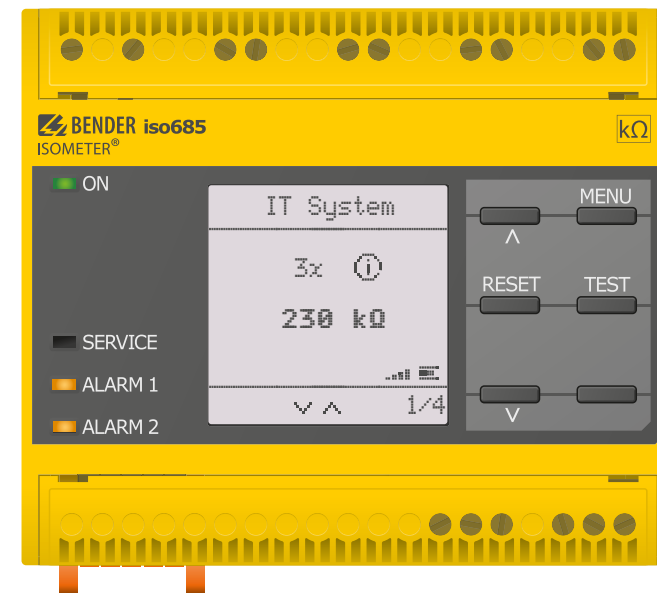 BENDER iso685
ISOMETER®
kΩ
ON
IT System
MENU
3x
RESET
TEST
230 kΩ
SERVICE
ALARM 1
ALARM 2
1/4